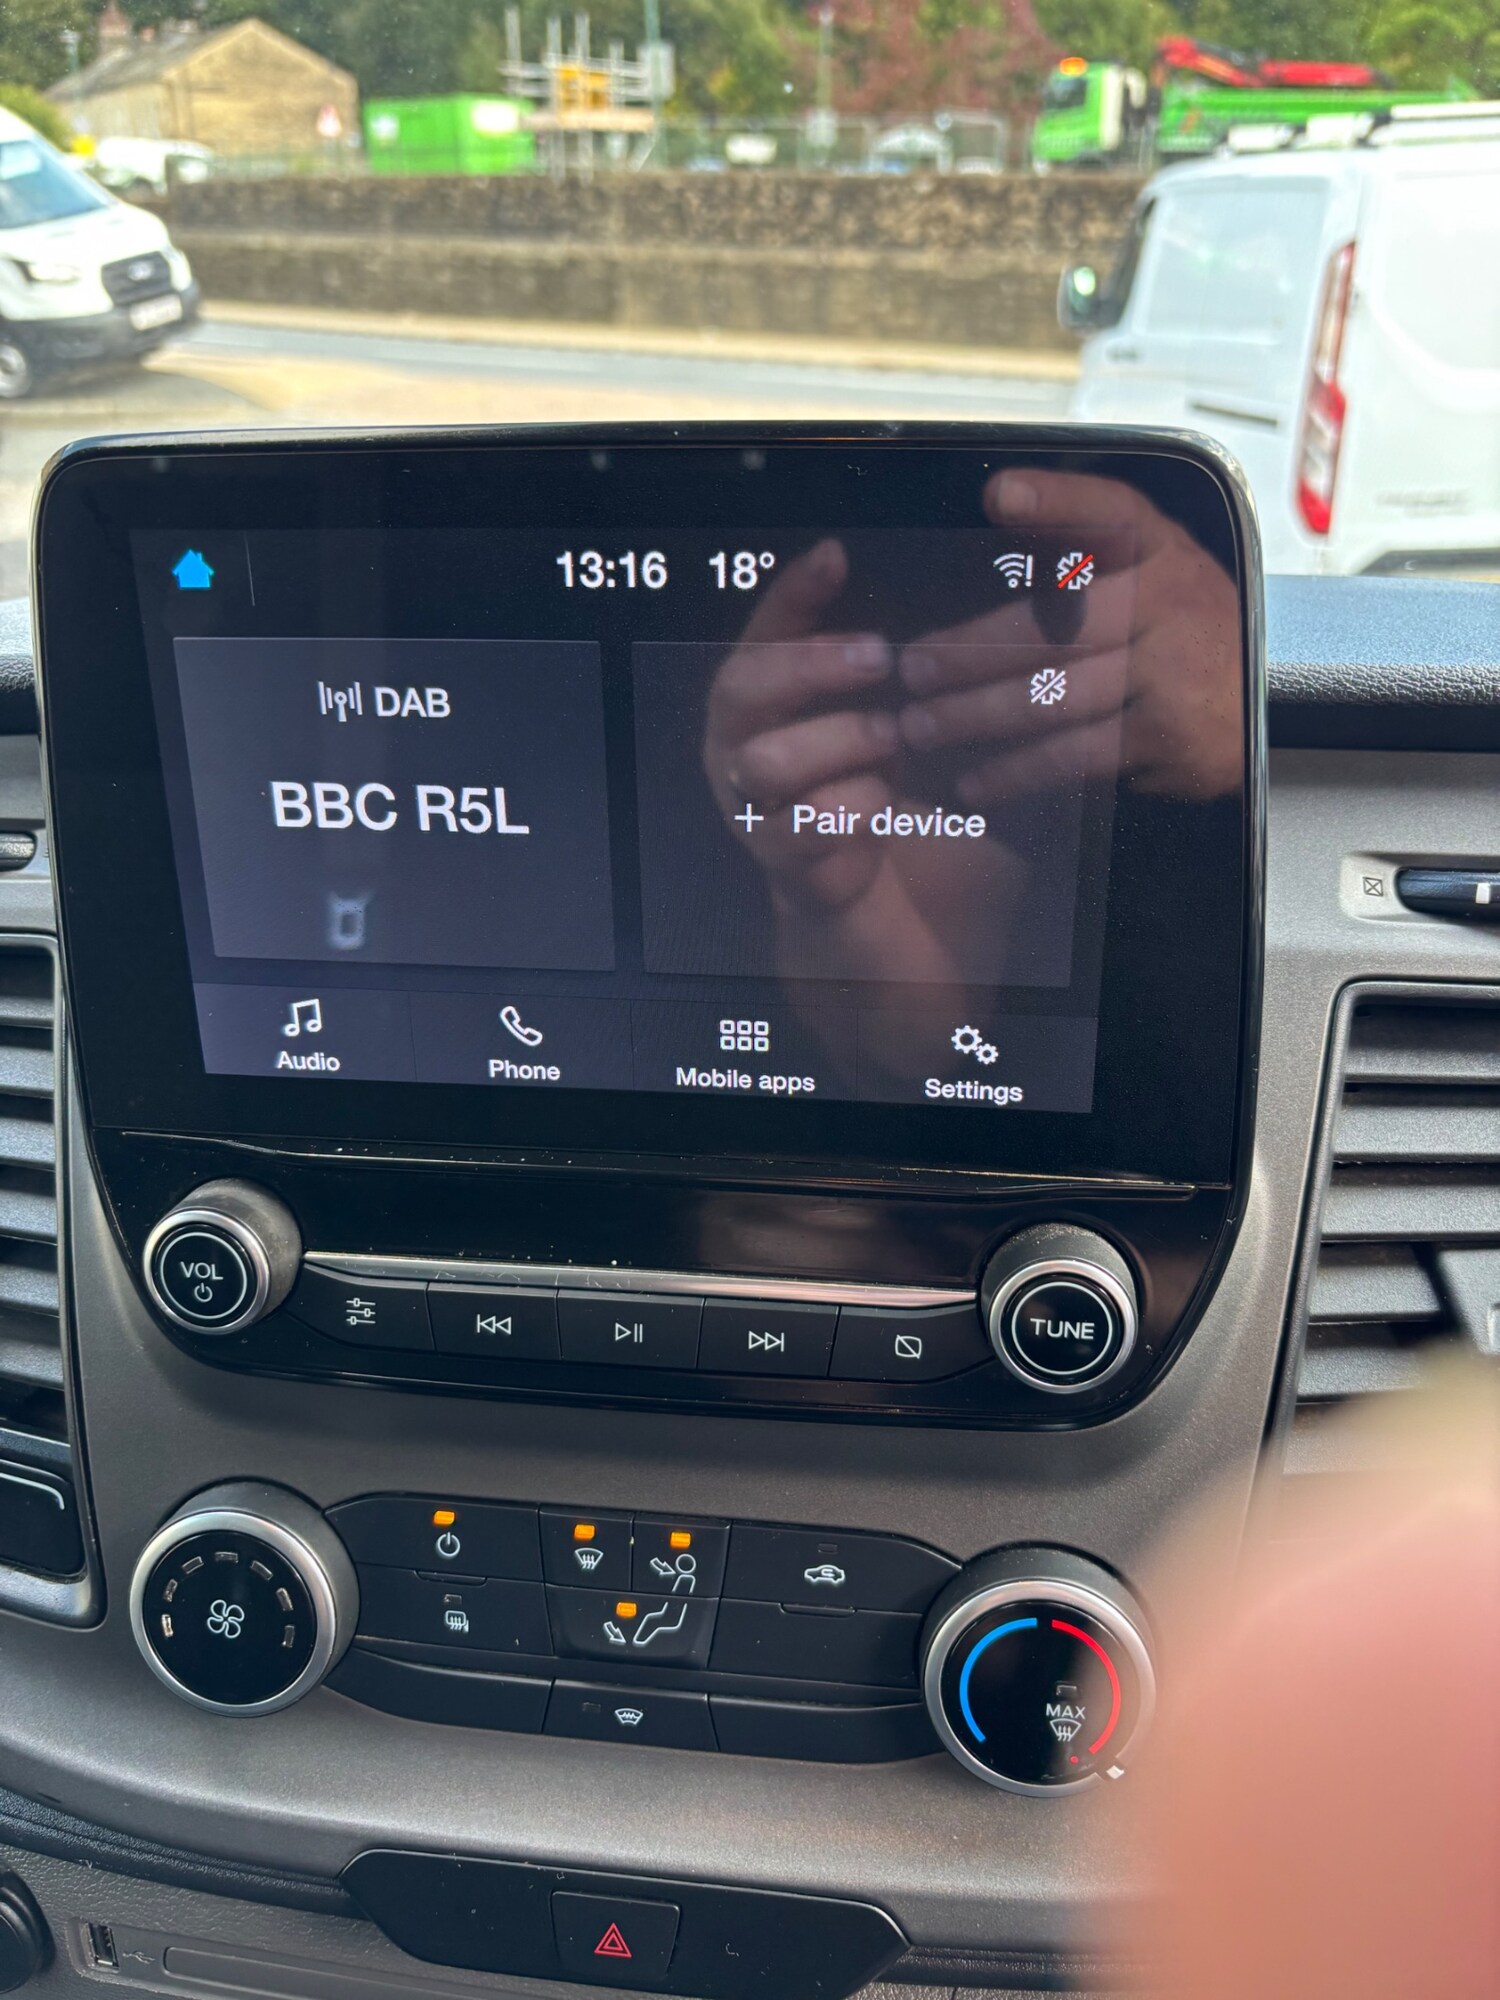 13:16 18°
DAB
BBC R5L
+ Pair device
Audio
Phone
Mobile apps
Settings
VOL
TUNE
MAX